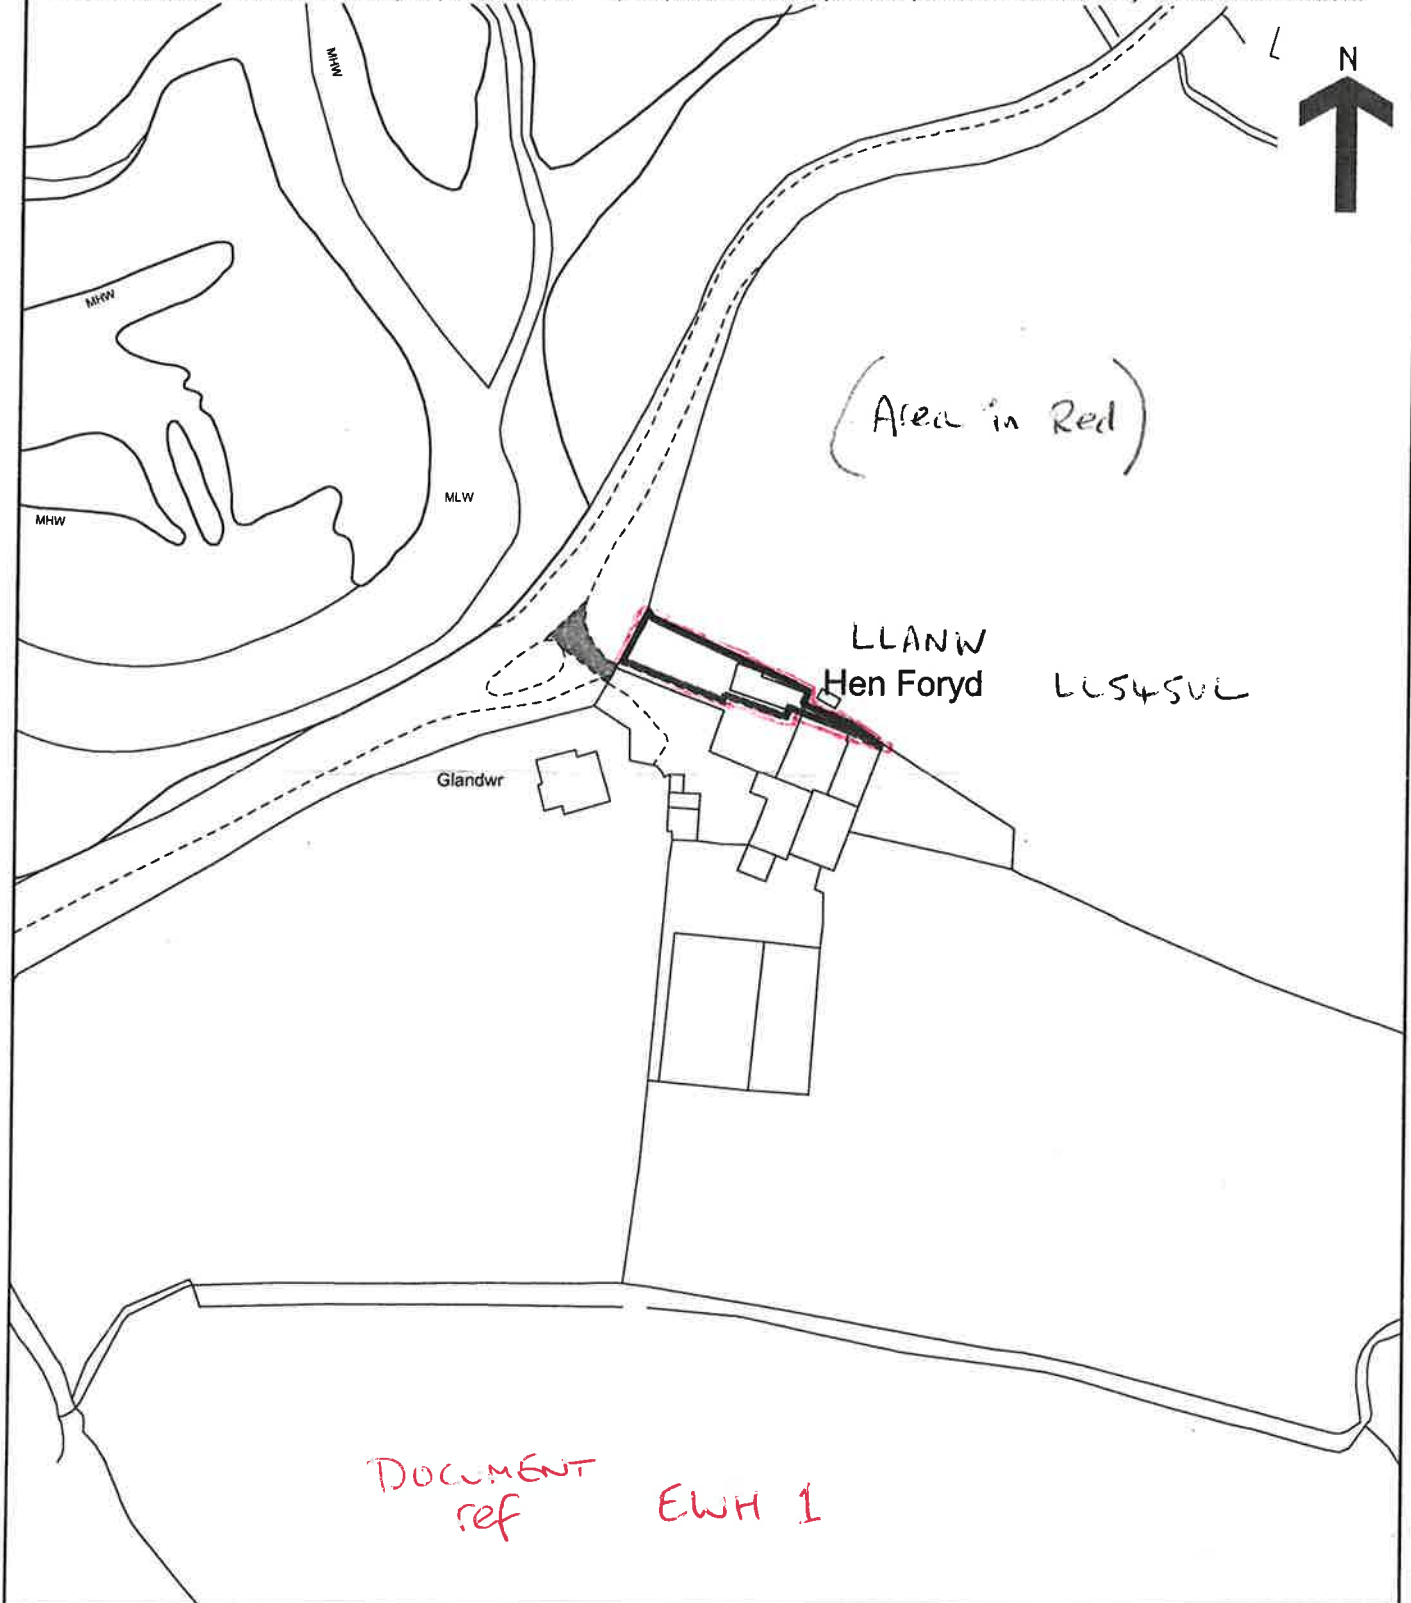 MHW
N
MHW
(Area in Red)
MLW
MHW
LLANW
Hen Foryd LL545UL
Glandwr
DOCUMENT
ref EWH 1